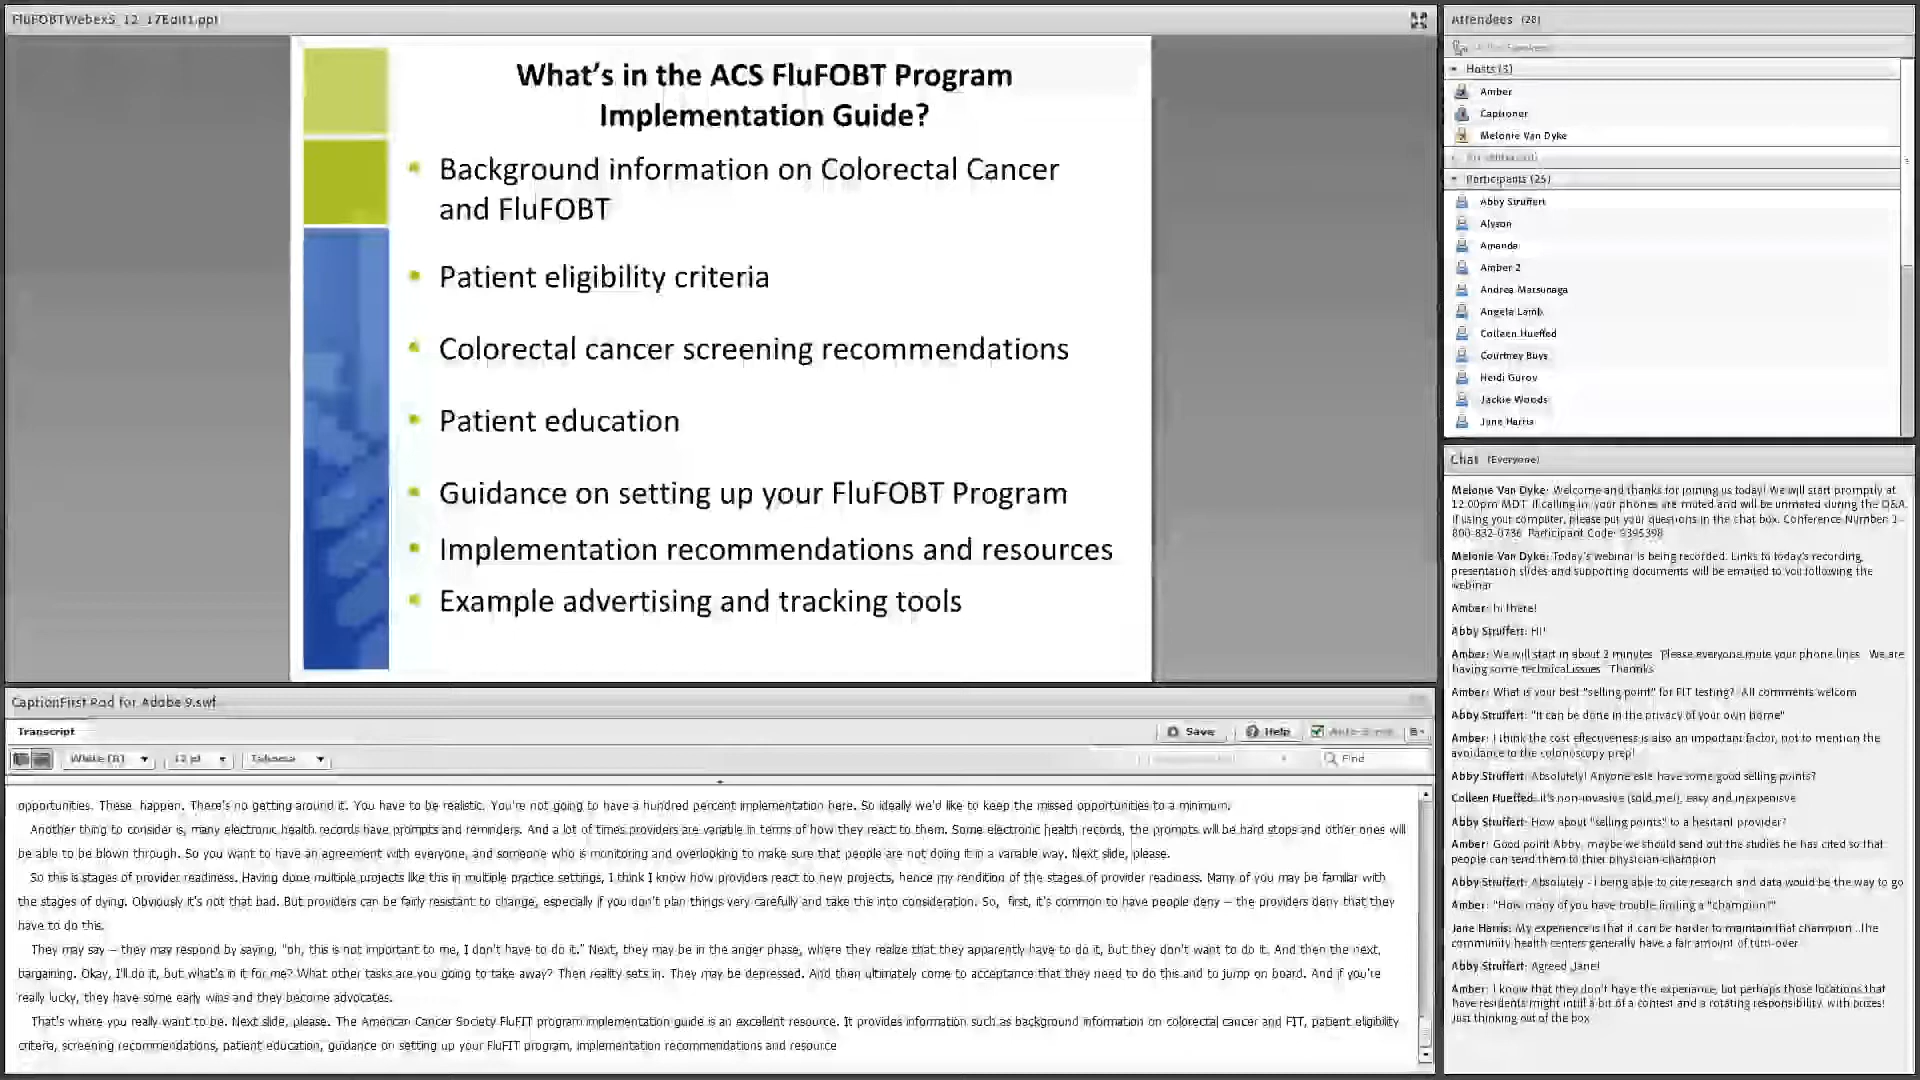 FluFOBTWebexS_12_17Edit1.ppt
What's in the ACS FluFOBT Program
Implementation Guide?
Background information on Colorectal Cancer
and FluFOBT
Patient eligibility criteria
Colorectal cancer screening recommendations
Patient education
Guidance on setting up your FluFOBT Program
Implementation recommendations and resources
Example advertising and tracking tools
CaptionFirst Pod for Adobe 9.swf
Transcript
Save
Help
12 pt
Tahoma
Find
opportunities. These happen. There's no getting around it. You have to be realistic. You're not going to have a hundred percent implementation here. So ideally we'd like to keep the missed opportunities to a minimum.
Another thing to consider is, many electronic health records have prompts and reminders. And a lot of times providers are variable in terms of how they react to them. Some electronic health records, the prompts will be hard stops and other ones will
be able to be blown through. So you want to have an agreement with everyone, and someone who is monitoring and overlooking to make sure that people are not doing it in a variable way. Next slide, please.
So this is stages of provider readiness. Having done multiple projects like this in multiple practice settings, I think I know how providers react to new projects, hence my rendition of the stages of provider readiness. Many of you may be familiar with
the stages of dying. Obviously it's not that bad. But providers can be fairly resistant to change, especially if you don't plan things very carefully and take this into consideration. So, first, it's common to have people deny -- the providers deny that they
have to do this.
They may say -- they may respond by saying, "oh, this is not important to me, I don't have to do it." Next, they may be in the anger phase, where they realize that they apparently have to do it, but they don't want to do it. And then the next,
bargaining. Okay, I'll do it, but what's in it for me? What other tasks are you going to take away? Then reality sets in. They may be depressed. And then ultimately come to acceptance that they need to do this and to jump on board. And if you're
really lucky, they have some early wins and they become advocates.
That's where you really want to be. Next slide, please. The American Cancer Society FluFIT program implementation guide is an excellent resource. It provides information such as background information on colorectal cancer and FIT, patient eligibility
criteria, screening recommendations, patient education, guidance on setting up your FluFIT program, implementation recommendations and resource
Attendees (28)
Hosts (3)
Amber
Captioner
Melonie Van Dyke
Participants (25)
Abby Struffert
Alyson
Amanda
Amber 2
Andrea Matsunaga
Angela Lamb
Colleen Hueffed
Courtney Buys
Heidi Gurov
Jackie Woods
Jane Harris
Chat (Everyone)
Melonie Van Dyke: Welcome and thanks for joining us today! We will start promptly at
12:00pm MDT. If calling in, your phones are muted and will be unmuted during the Q&A.
If using your computer, please put your questions in the chat box. Conference Number: 1-
800-832-0736 Participant Code: 9395398
Melonie Van Dyke: Today's webinar is being recorded. Links to today's recording,
presentation slides and supporting documents will be emailed to you following the
webinar
Amber: hi there!
Abby Struffert: Hi!
Amber: We will start in about 2 minutes Please everyone mute your phone lines We are
having some technical issues Thannks
Amber: What is your best "selling point" for FIT testing? All comments welcom
Abby Struffert: "It can be done in the privacy of your own home"
Amber: I think the cost effectiveness is also an important factor, not to mention the
avoidance to the colonoscopy prep!
Abby Struffert: Absolutely! Anyone esle have some good selling points?
Colleen Hueffed: it's non-invasive (sold me!), easy and inexpensive
Abby Struffert: How about "selling points" to a hesitant provider?
Amber: Good point Abby, maybe we should send out the studies he has cited so that
people can send them to thier physician-champion
Abby Struffert: Absolutely - I being able to cite research and data would be the way to go
Amber: "How many of you have trouble finding a "champion?"
Jane Harris: My experience is that it can be harder to maintain that champion ..The
community health centers generally have a fair amount of turn-over
Abby Struffert: Agreed Jane!
Amber: I know that they don't have the experiance, but perhaps those locations that
have residents might intill a bit of a contest and a rotating responsibility with prizes!
Just thinking out of the box